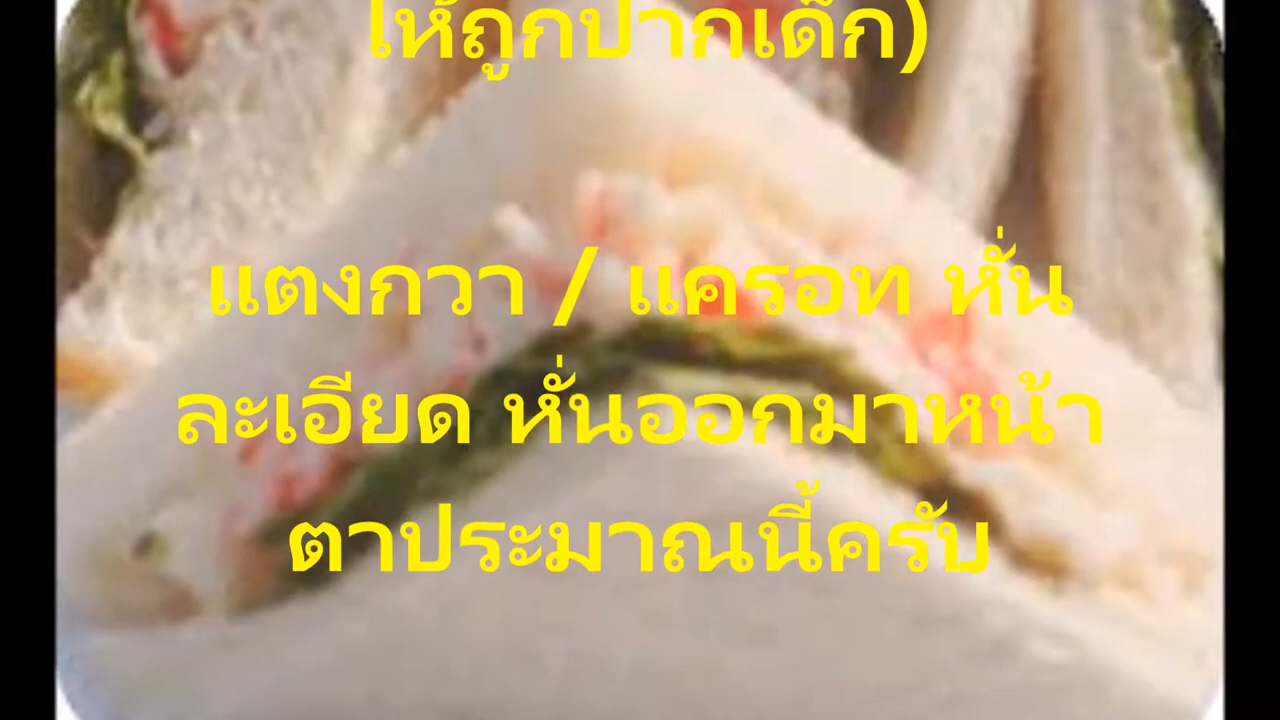 ให้ถูกปากเด็ก)
แตงกวา / แครอท หั่น
ละเอียด หั่นออกมาหน้า
ตาประมาณนี้ครับ